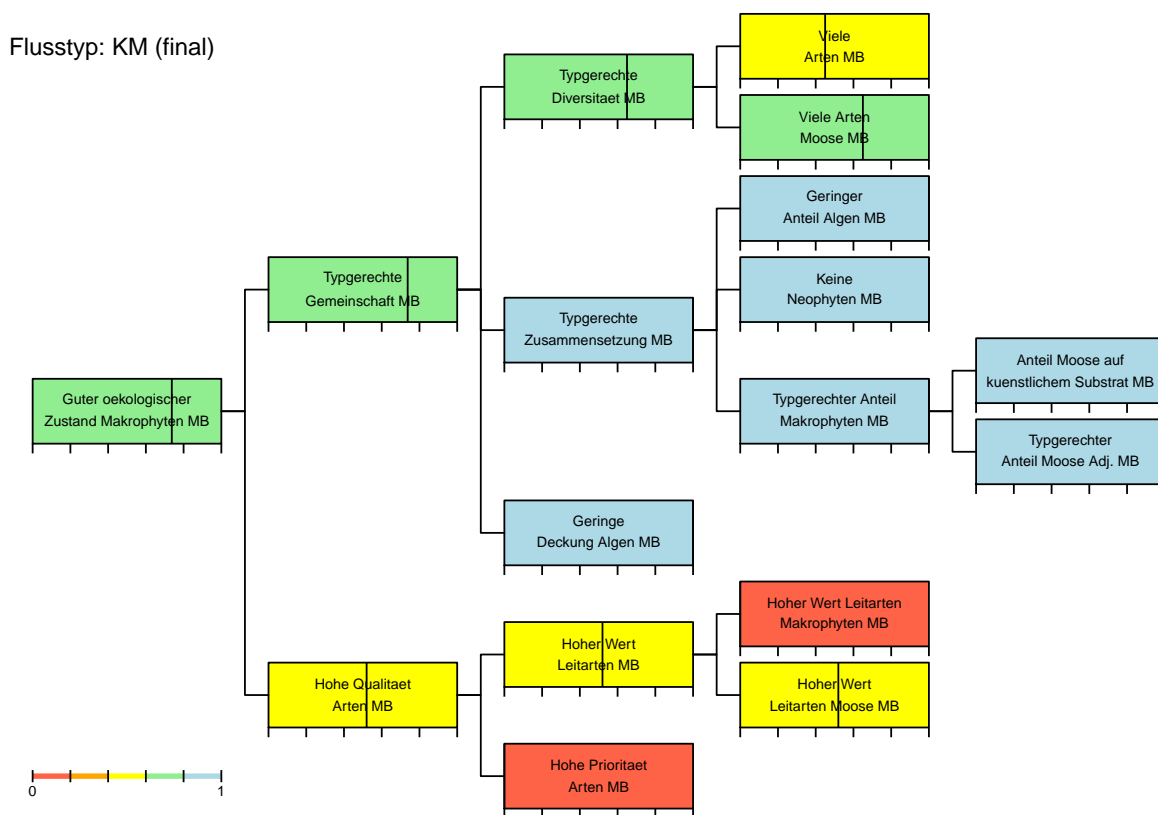 Flusstyp: KM (final)
Viele
Arten MB
Typgerechte
Diversitaet MB
Viele Arten
Moose MB
Geringer
Anteil Algen MB
Typgerechte
Gemeinschaft MB
Keine
Neophyten MB
Typgerechte
Zusammensetzung MB
Anteil Moose auf
kuenstlichem Substrat MB
Guter oekologischer
Zustand Makrophyten MB
Typgerechter Anteil
Makrophyten MB
Typgerechter
Anteil Moose Adj. MB
Geringe
Deckung Algen MB
Hoher Wert Leitarten
Makrophyten MB
Hoher Wert
Leitarten MB
Hohe Qualitaet
Arten MB
Hoher Wert
Leitarten Moose MB
Hohe Prioritaet
Arten MB
0
1